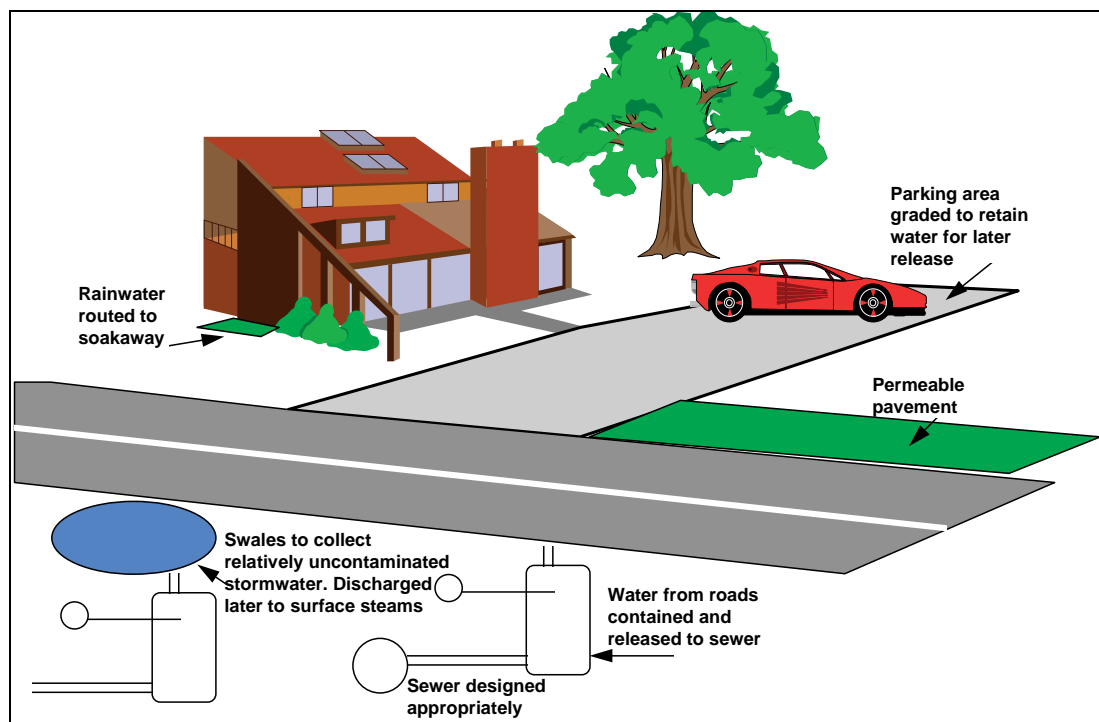 Parking area
graded to retain
water for later
release
Rainwater
routed to
soakaway
Permeable
pavement
Swales to collect
relatively uncontaminated
stormwater. Discharged
later to surface steams
Water from roads
contained and
released to sewer
Sewer designed
appropriately